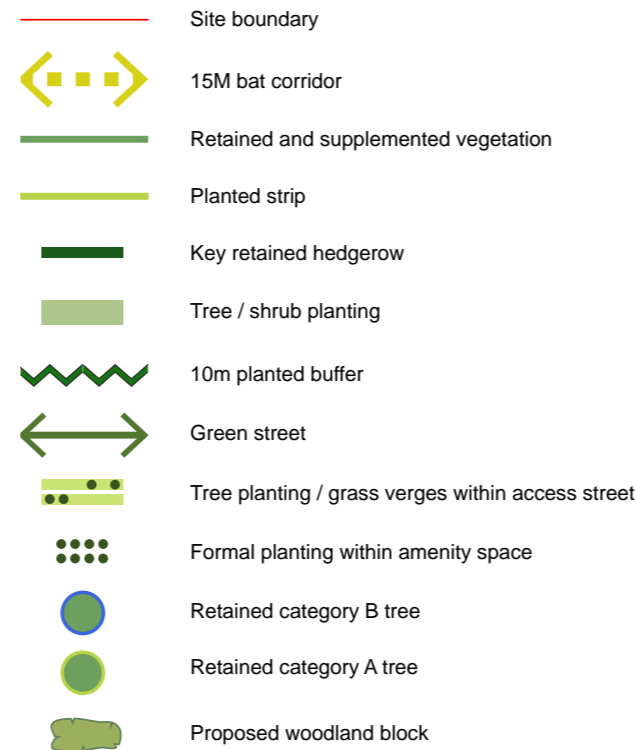 Site boundary
15M bat corridor
Retained and supplemented vegetation
Planted strip
Key retained hedgerow
Tree / shrub planting
10m planted buffer
Green street
Tree planting / grass verges within access street
Formal planting within amenity space
Retained category B tree
Retained category A tree
Proposed woodland block